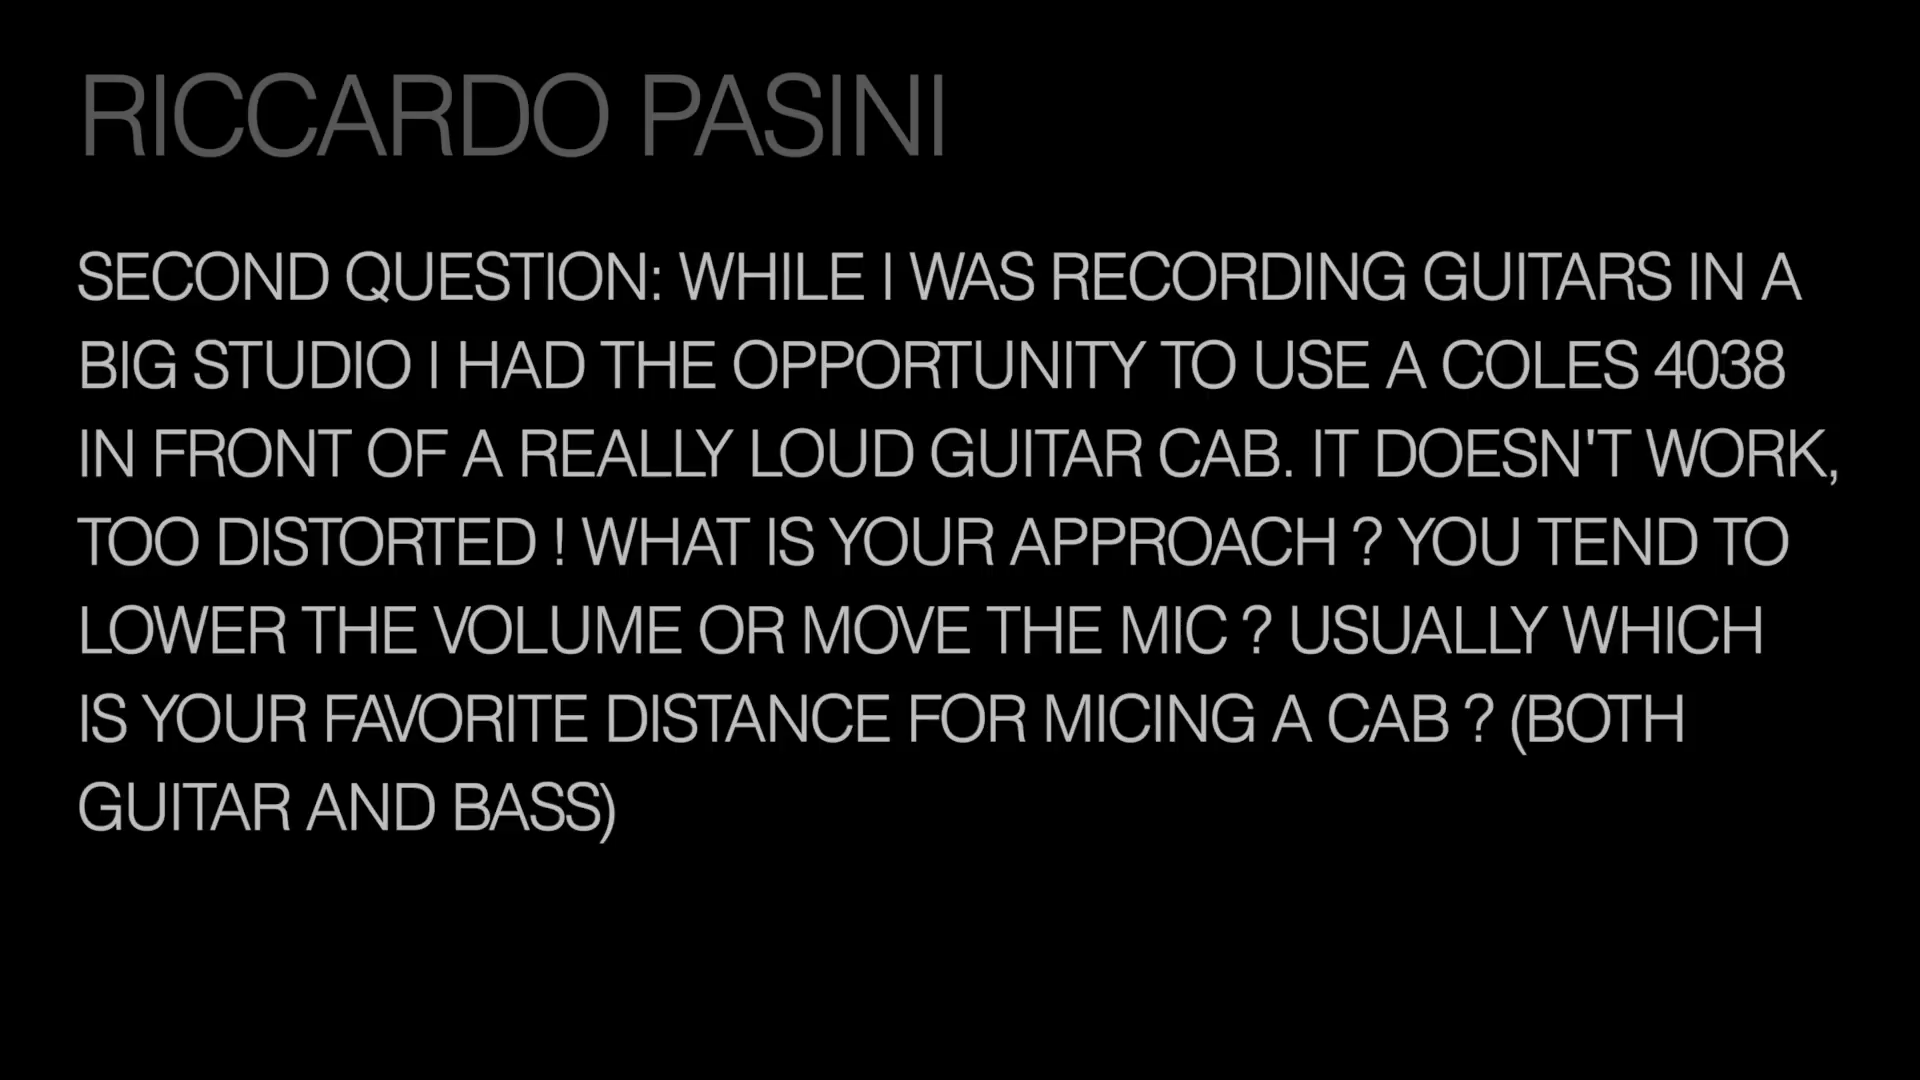 RICCARDO PASINI
SECOND QUESTION: WHILE I WAS RECORDING GUITARS IN A
BIG STUDIO I HAD THE OPPORTUNITY TO USE A COLES 4038
IN FRONT OF A REALLY LOUD GUITAR CAB. IT DOESN'T WORK,
TOO DISTORTED ! WHAT IS YOUR APPROACH ? YOU TEND TO
LOWER THE VOLUME OR MOVE THE MIC ? USUALLY WHICH
IS YOUR FAVORITE DISTANCE FOR MICING A CAB ? (BOTH
GUITAR AND BASS)